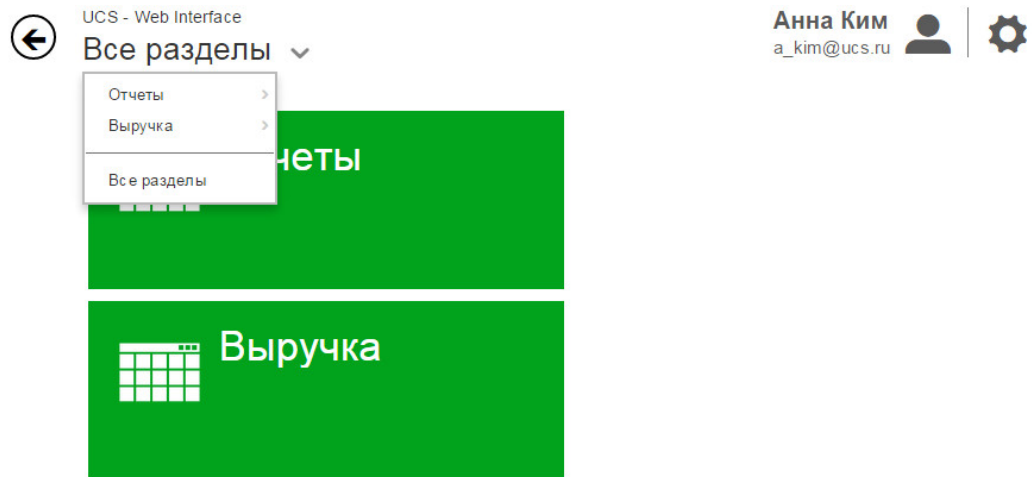 UCS - Web Interface
Все разделы
Анна Ким
a_kim@ucs.ru
Отчеты
Выручка
Все разделы
четы
Выручка